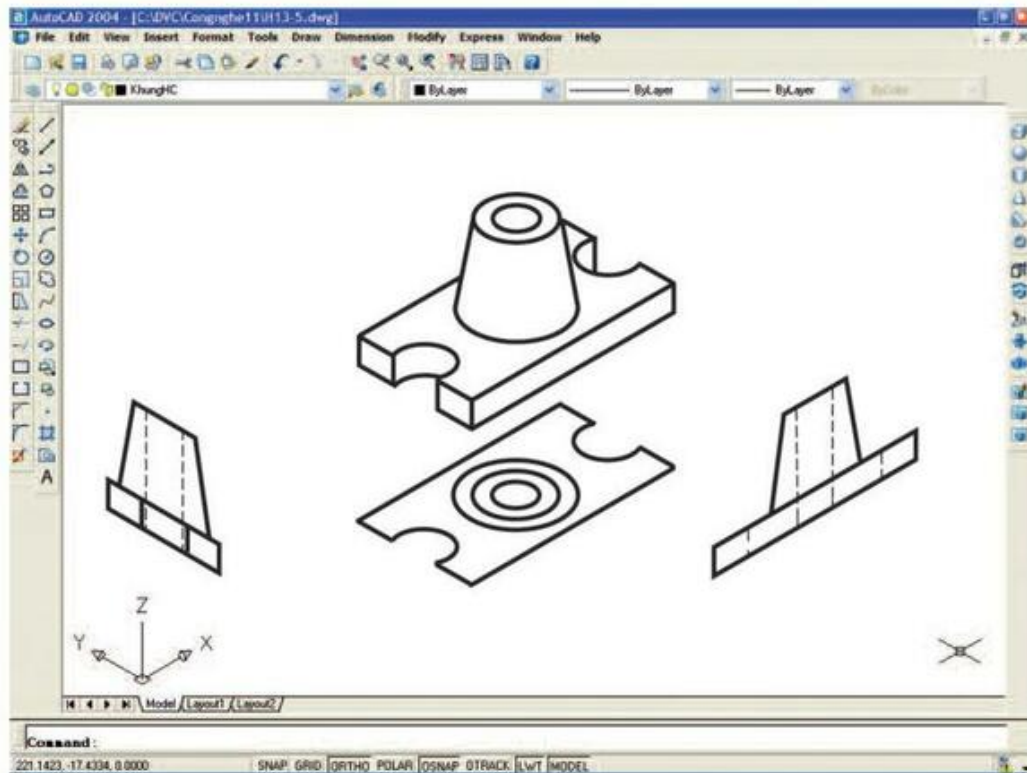 AutoCAD 2004 - [C:\DVC\Congnghe11\H13-5.dwg]
File Edit View Insert Format Tools Draw Dimension Modify Express Window Help
KhungHC ByLayer ByLayer ByLayer ByColor
A
Z
Y X
Model Layout1 Layout2
Command:
221.1423, -17.4334, 0.0000 SNAP GRID ORTHO POLAR OSNAP OTRACK LWT MODEL